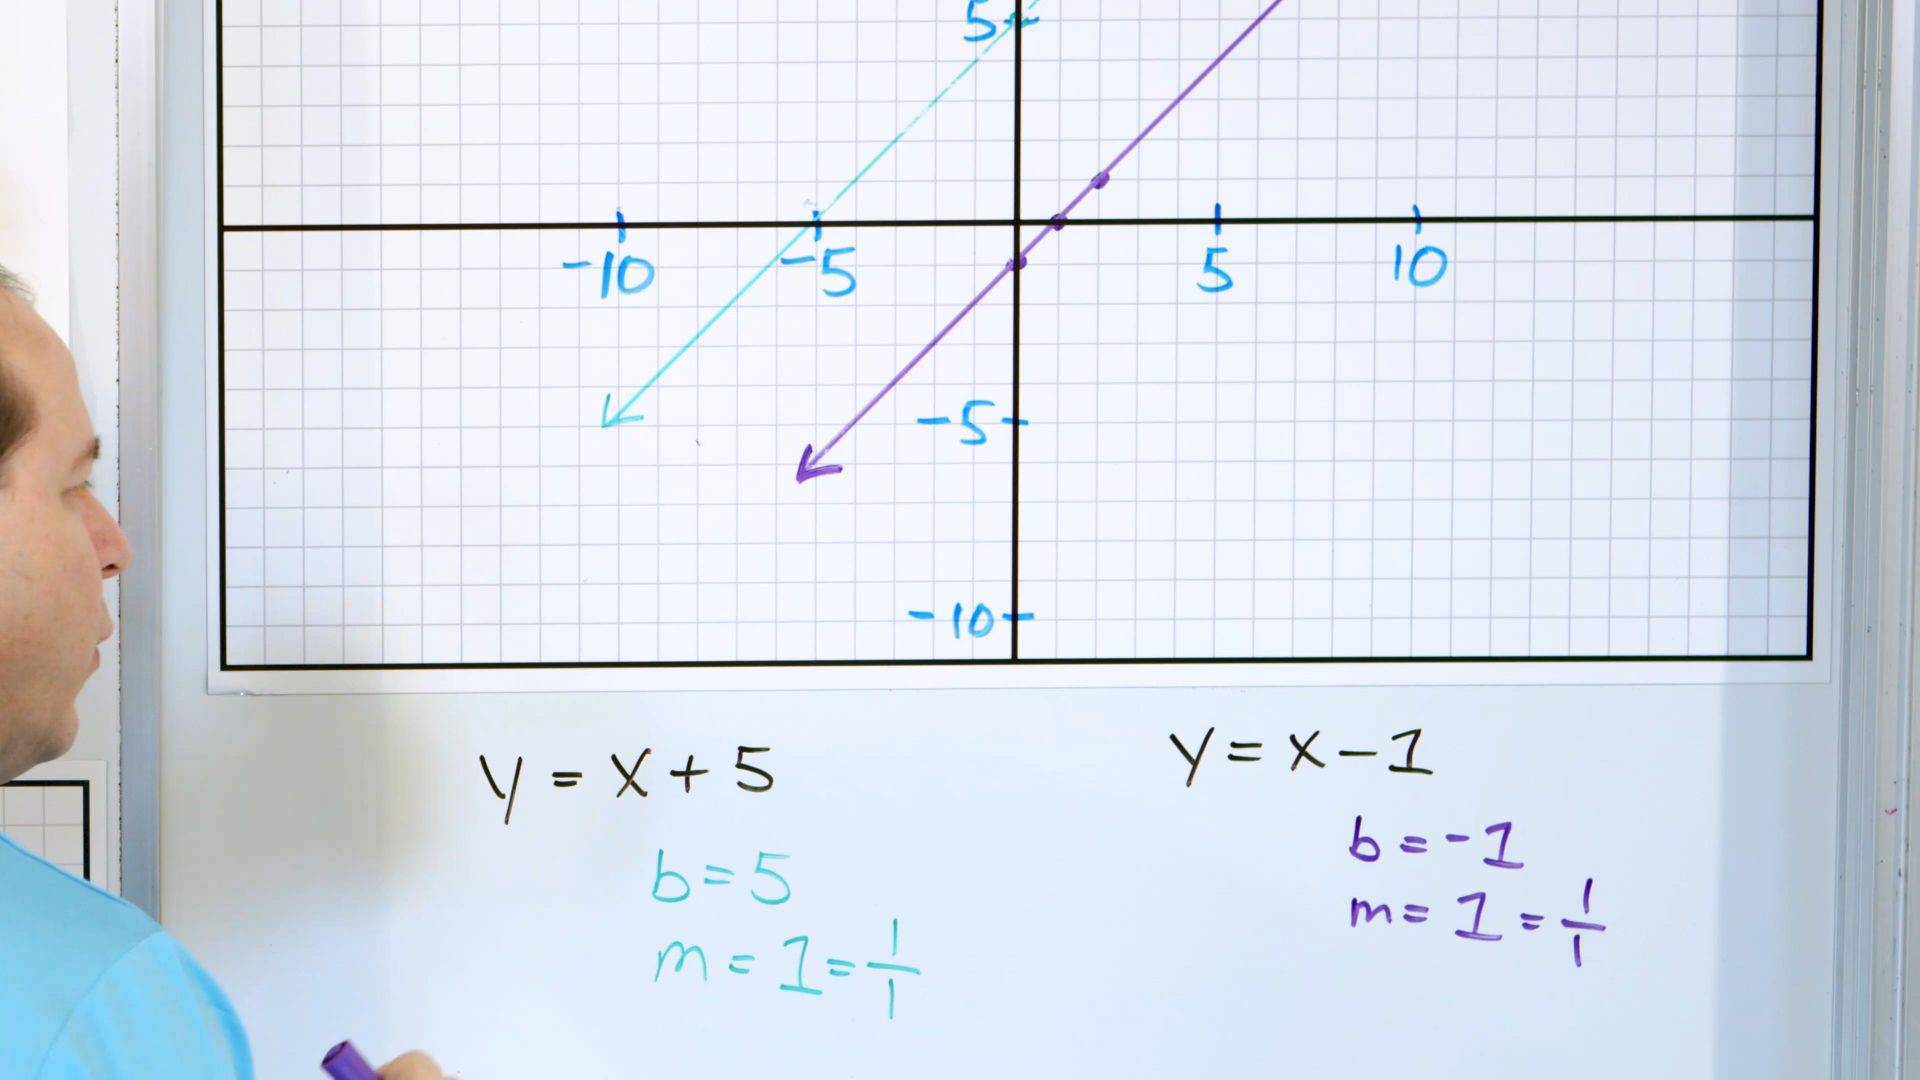 5
-10 -5 5 10
-5
-10
y = x + 5
b = 5
m = 1 = 1/1
y = x - 1
b = -1
m = 1 = 1/1